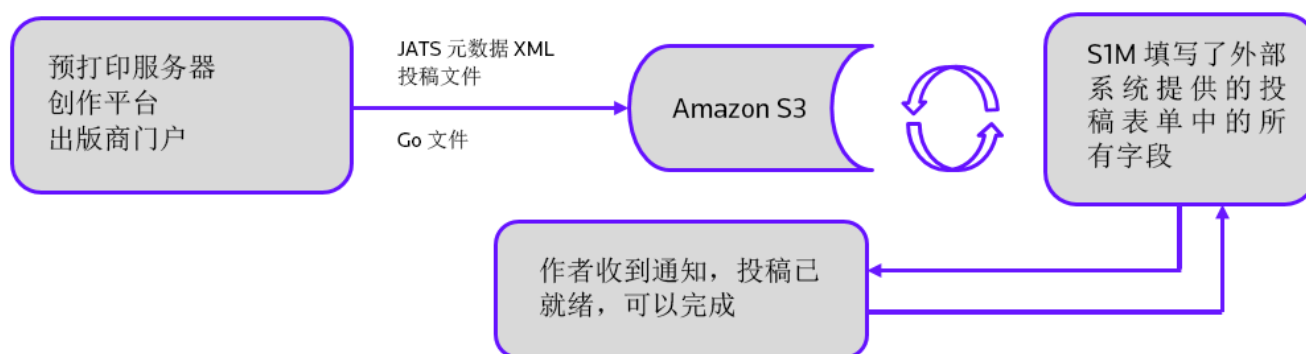 预打印服务器
创作平台
出版商门户
JATS 元数据 XML
投稿文件
Go 文件
Amazon S3
S1M 填写了外部
系统提供的投
稿表单中的所
有字段
作者收到通知，投稿已
就绪，可以完成